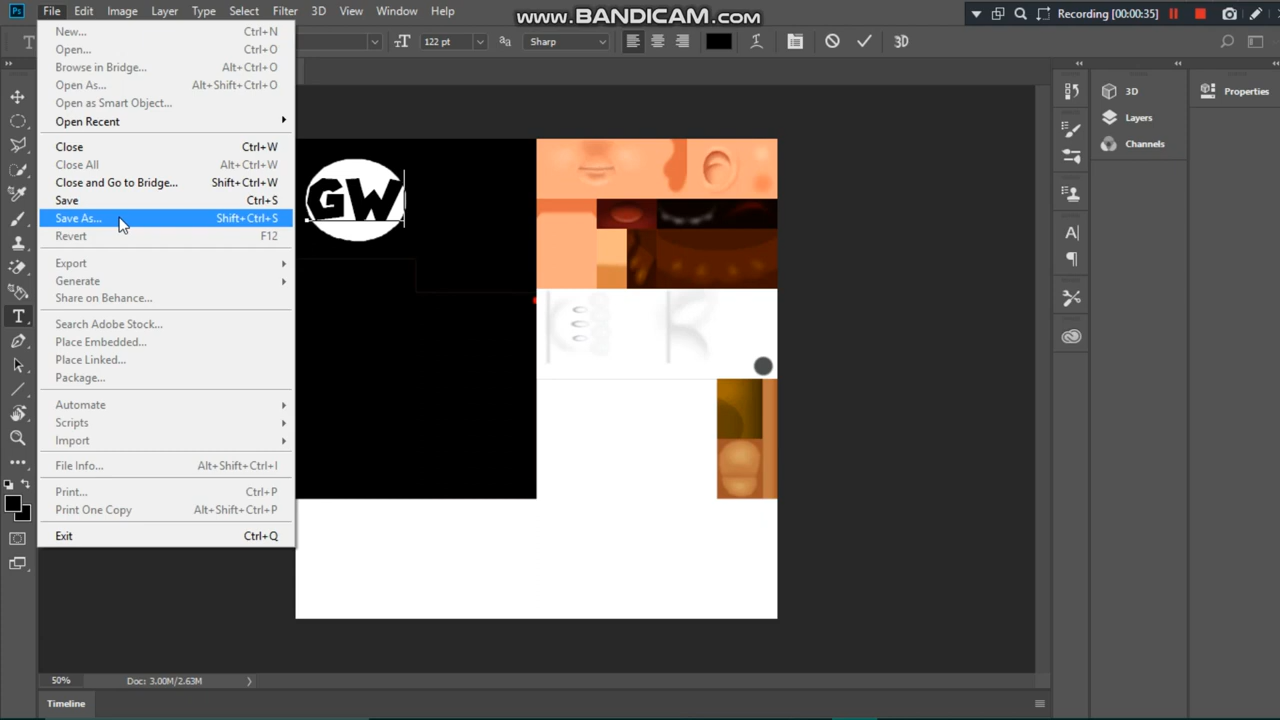 File Edit Image Layer Type Select Filter 3D View Window Help
www.BANDICAM.com
Recording [00:00:35]
122 pt
Sharp
3D
New... Ctrl+N
Open... Ctrl+O
Browse in Bridge... Alt+Ctrl+O
Open As... Alt+Shift+Ctrl+O
Open as Smart Object...
Open Recent
Close Ctrl+W
Close All Alt+Ctrl+W
Close and Go to Bridge... Shift+Ctrl+W
Save Ctrl+S
Save As... Shift+Ctrl+S
Revert F12
Export
Generate
Share on Behance...
Search Adobe Stock...
Place Embedded...
Place Linked...
Package...
Automate
Scripts
Import
File Info... Alt+Shift+Ctrl+I
Print... Ctrl+P
Print One Copy Alt+Shift+Ctrl+P
Exit Ctrl+Q
GW
3D
Layers
Channels
Properties
50% Doc: 3.00M/2.63M
Timeline